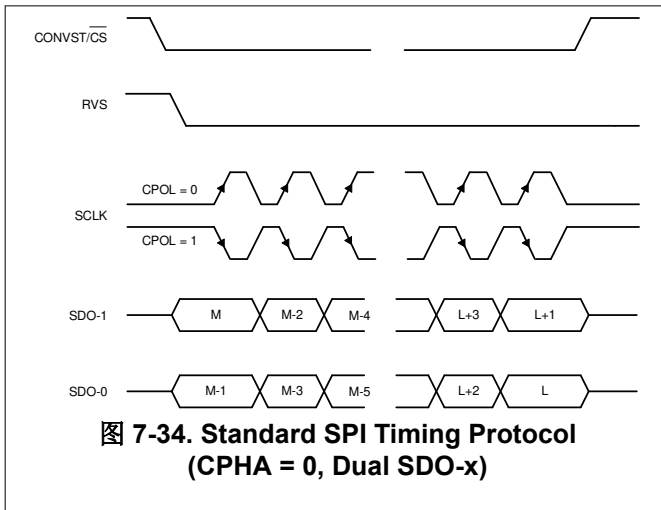 CONVST/CS
RVS
CPOL = 0
SCLK
CPOL = 1
SDO-1 M M-2 M-4 L+3 L+1
SDO-0 M-1 M-3 M-5 L+2 L
图 7-34. Standard SPI Timing Protocol
(CPHA = 0, Dual SDO-x)